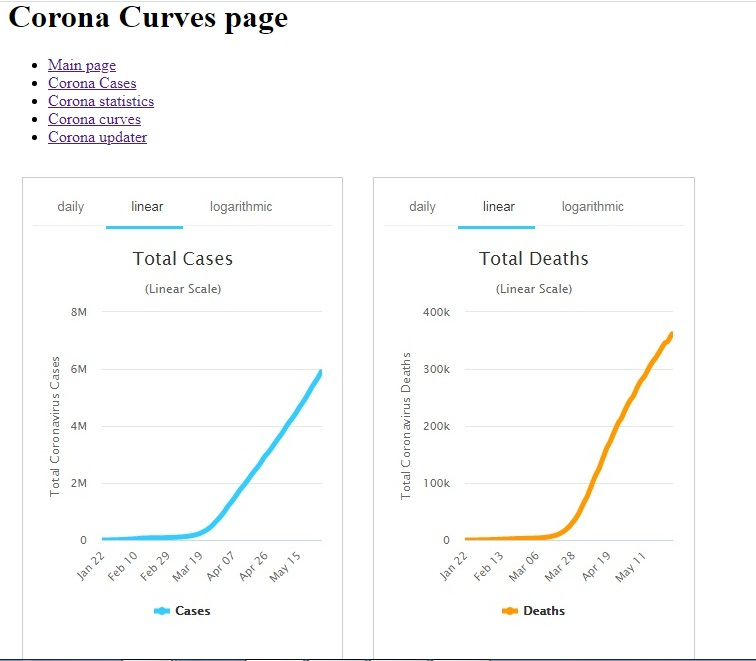 Corona Curves page
Main page
Corona Cases
Corona statistics
Corona curves
Corona updater
daily linear logarithmic
Total Cases
(Linear Scale)
Total Coronavirus Cases
8M
6M
4M
2M
0
Jan 22 Feb 10 Feb 29 Mar 19 Apr 07 Apr 26 May 15
Cases
daily linear logarithmic
Total Deaths
(Linear Scale)
Total Coronavirus Deaths
400k
300k
200k
100k
0
Jan 22 Feb 13 Mar 06 Mar 28 Apr 19 May 11
Deaths